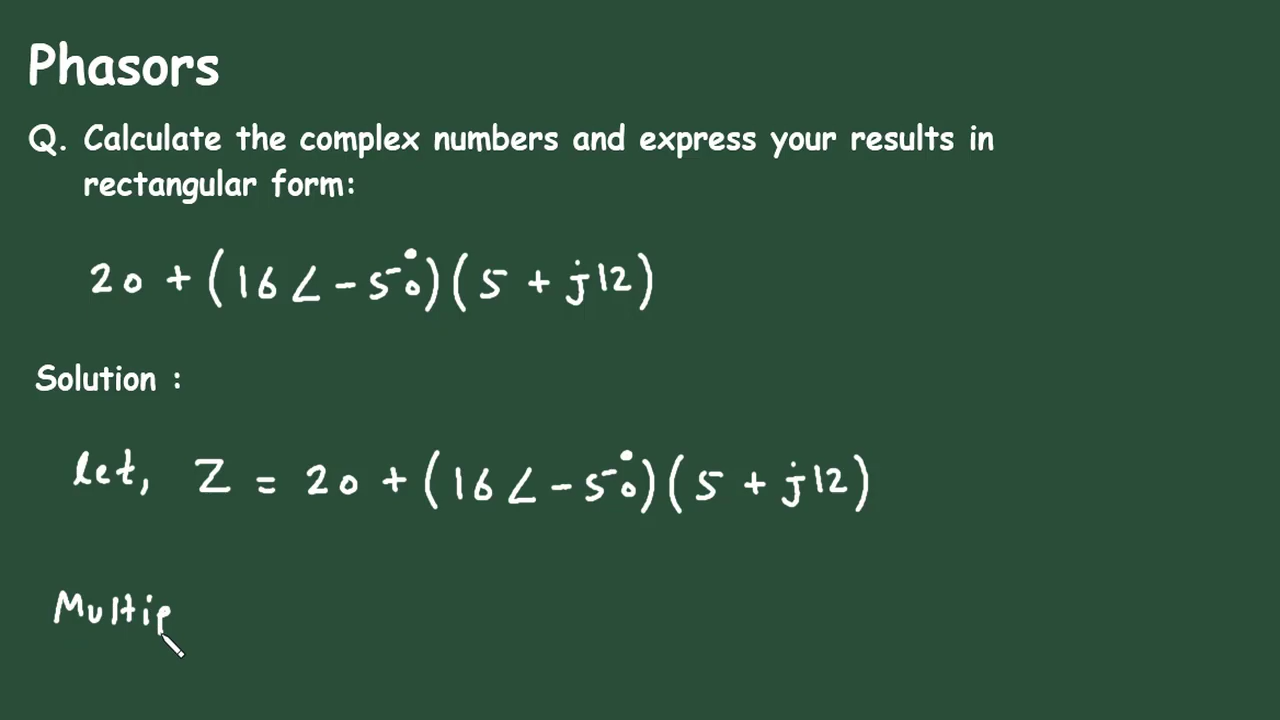 Phasors
Q. Calculate the complex numbers and express your results in
rectangular form:
20 + (16∠-50°)(5 + j12)
Solution :
let, Z = 20 + (16∠-50°)(5 + j12)
Multip